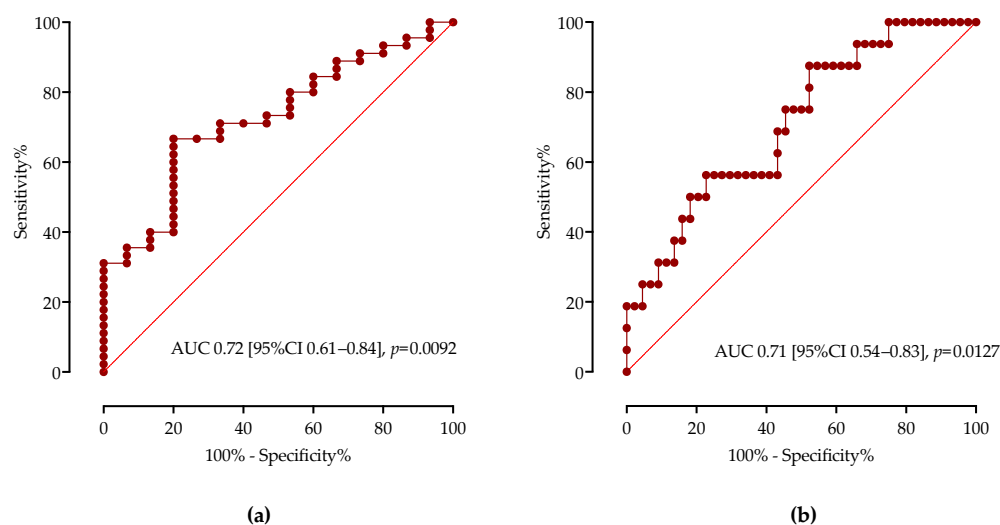 100
80
60
40
20
0
Sensitivity%
AUC 0.72 [95%CI 0.61–0.84], p=0.0092
0 20 40 60 80 100
100% - Specificity%
(a)
100
80
60
40
20
0
Sensitivity%
AUC 0.71 [95%CI 0.54–0.83], p=0.0127
0 20 40 60 80 100
100% - Specificity%
(b)